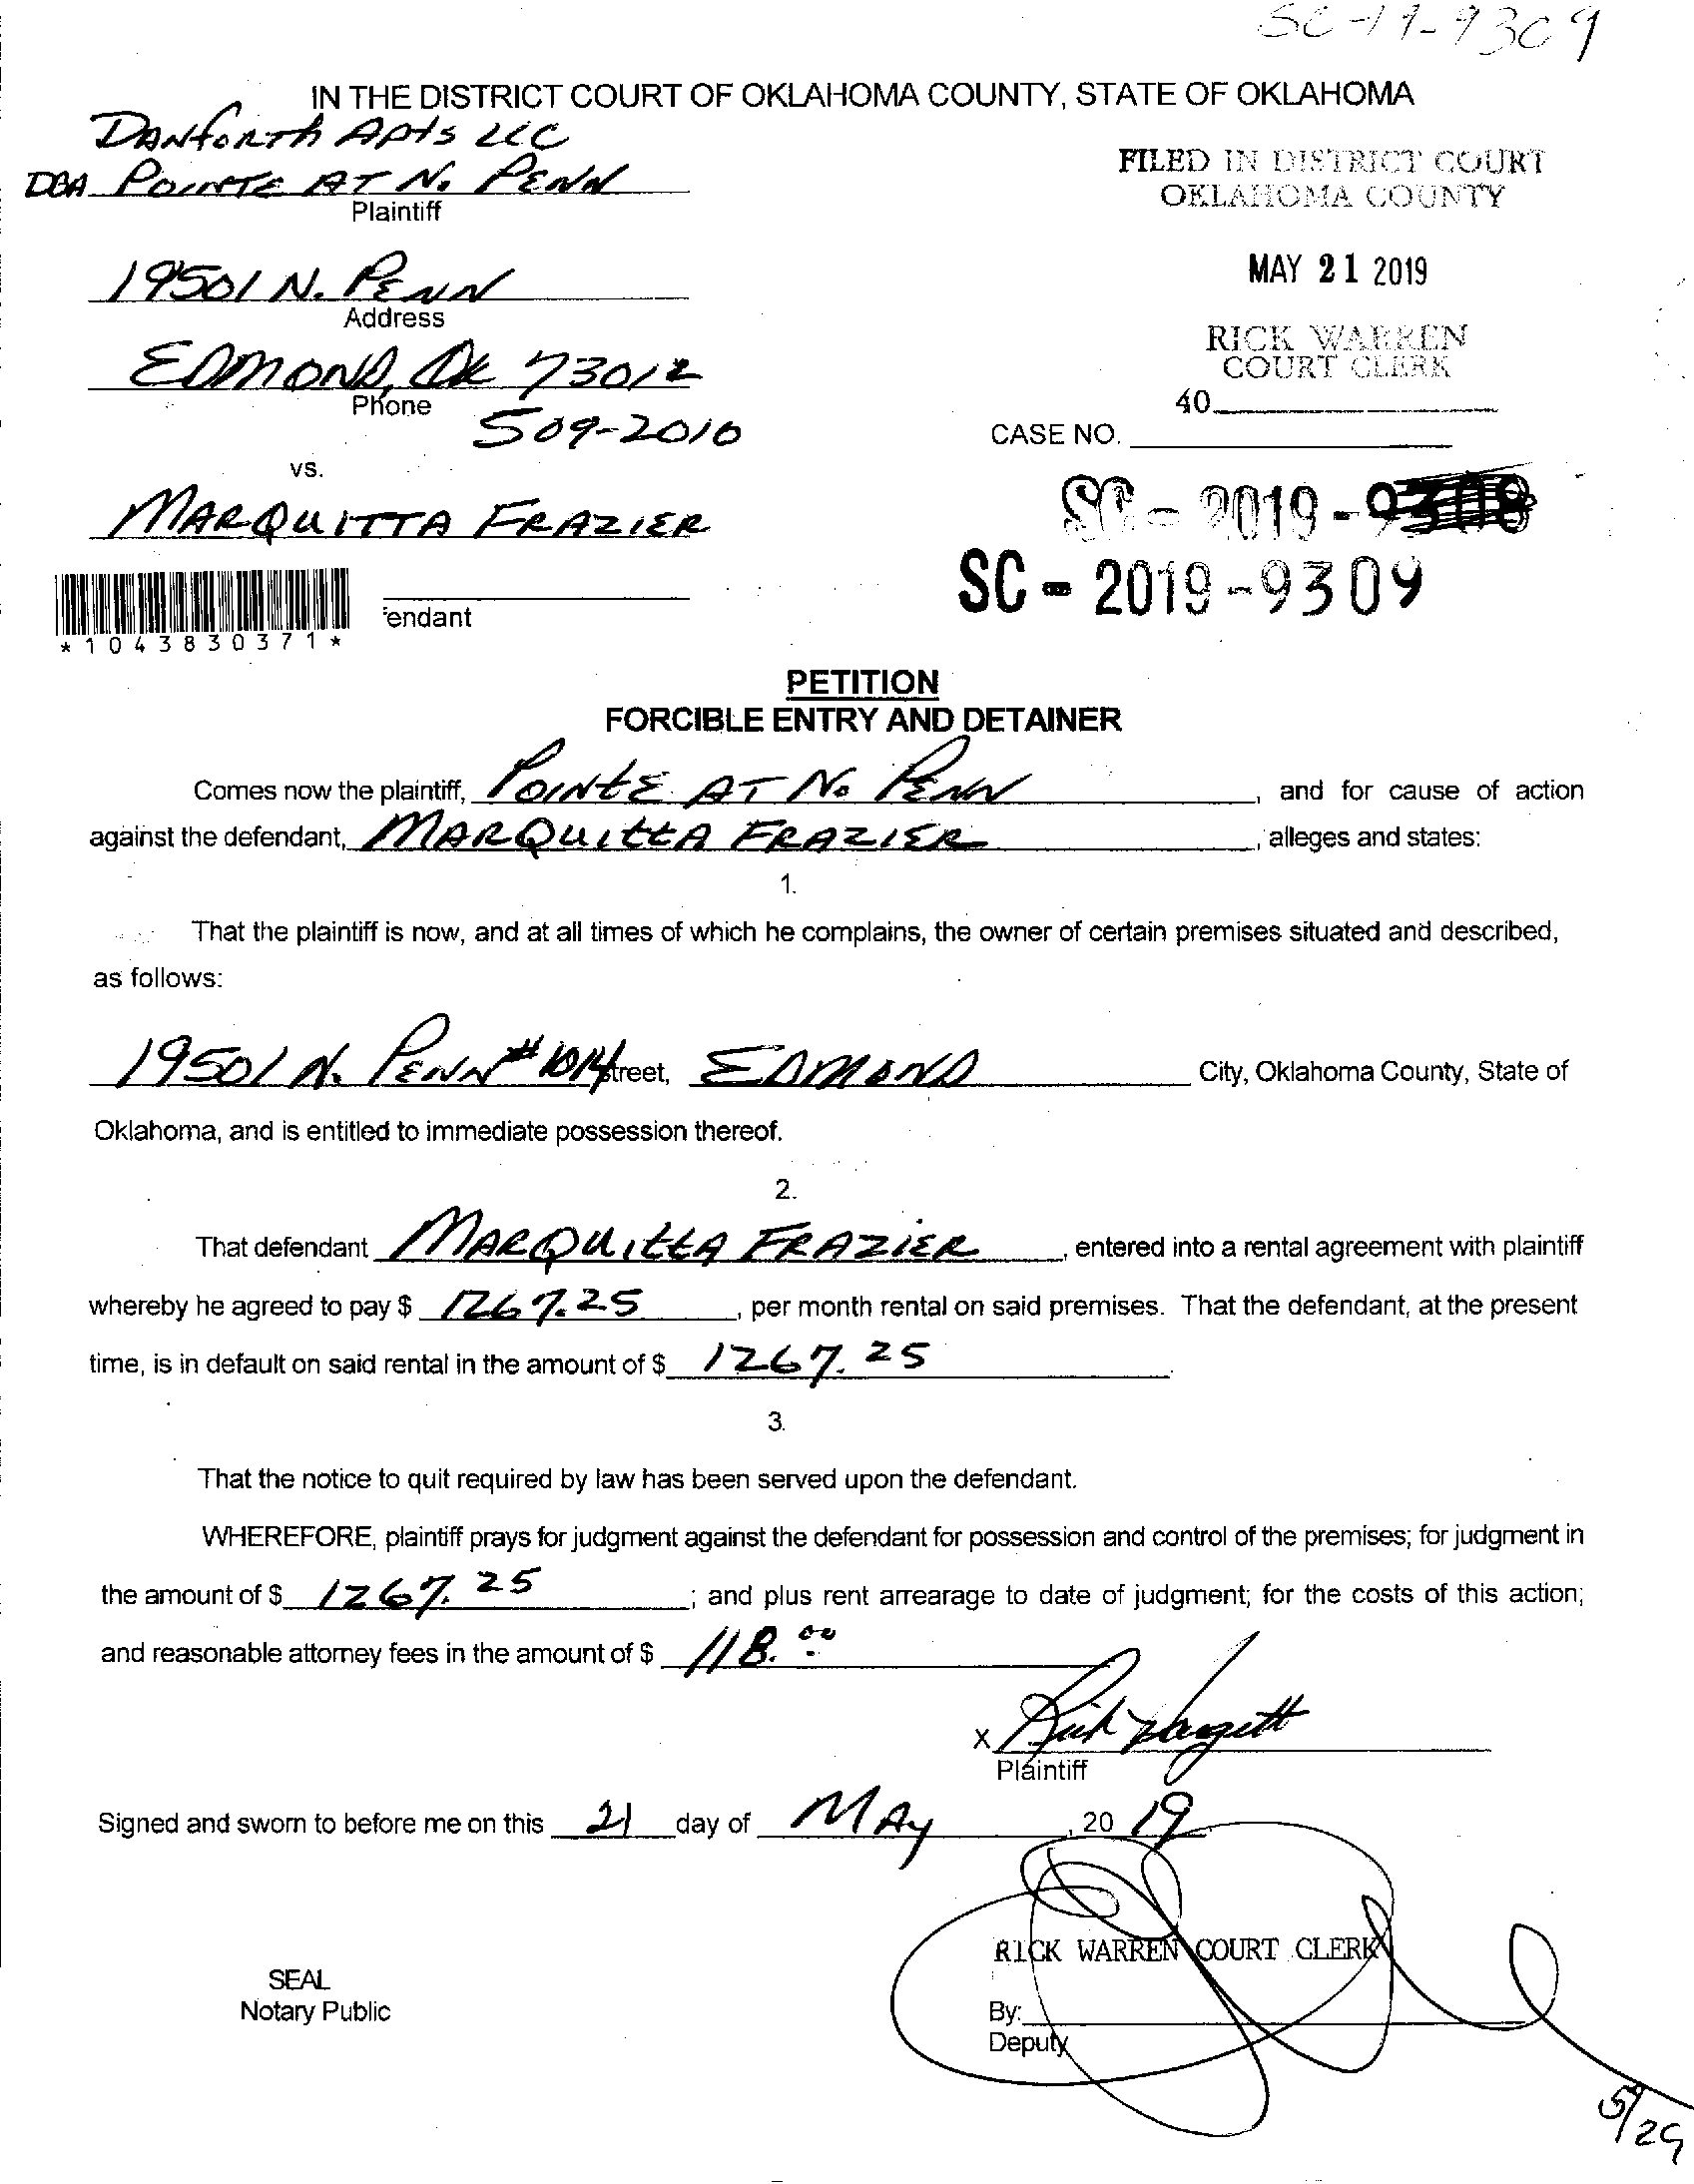 SC-19-9309
IN THE DISTRICT COURT OF OKLAHOMA COUNTY, STATE OF OKLAHOMA
DANFORTH APTS LLC
DBA POINTE AT N. PENN
Plaintiff
FILED IN DISTRICT COURT
OKLAHOMA COUNTY
MAY 21 2019
RICK WARREN
COURT CLERK
40
19501 N. PENN
Address
EDMOND, OK 73012
Phone
509-2010
CASE NO.
vs.
SC - 2019 - 9308
MARQUITTA FRAZIER
SC - 2019 - 9309
*1043830371*
endant
PETITION
FORCIBLE ENTRY AND DETAINER
Comes now the plaintiff, POINTE AT No PENN, and for cause of action
against the defendant, MARQUITTA FRAZIER, alleges and states:
1.
That the plaintiff is now, and at all times of which he complains, the owner of certain premises situated and described,
as follows:
19501 N. PENN #1014 treet, EDMOND City, Oklahoma County, State of
Oklahoma, and is entitled to immediate possession thereof.
2.
That defendant MARQUITTA FRAZIER, entered into a rental agreement with plaintiff
whereby he agreed to pay $ 1267.25, per month rental on said premises. That the defendant, at the present
time, is in default on said rental in the amount of $ 1267.25.
3.
That the notice to quit required by law has been served upon the defendant.
WHEREFORE, plaintiff prays for judgment against the defendant for possession and control of the premises; for judgment in
the amount of $ 1267.25; and plus rent arrearage to date of judgment; for the costs of this action;
and reasonable attorney fees in the amount of $ 118.00
x Rick
Plaintiff
Signed and sworn to before me on this 21 day of MAY, 20 19
RICK WARREN COURT CLERK
SEAL
Notary Public
By:
Deputy
5/29